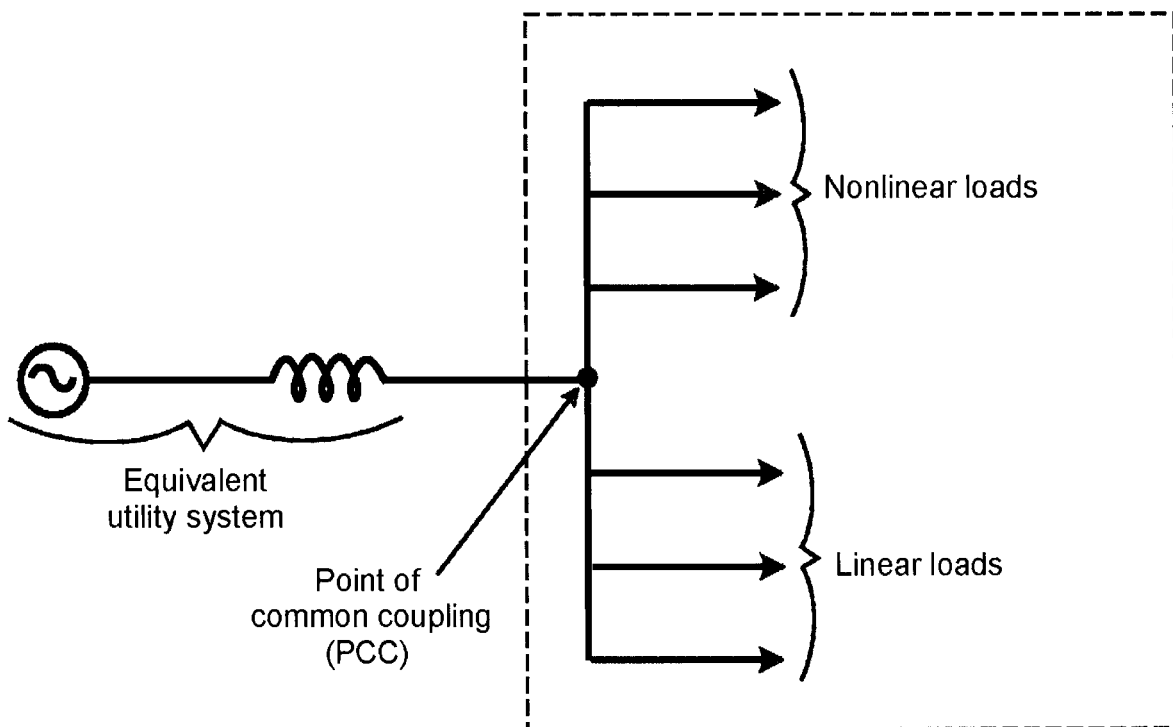 Nonlinear loads
Equivalent
utility system
Point of
common coupling
(PCC)
Linear loads